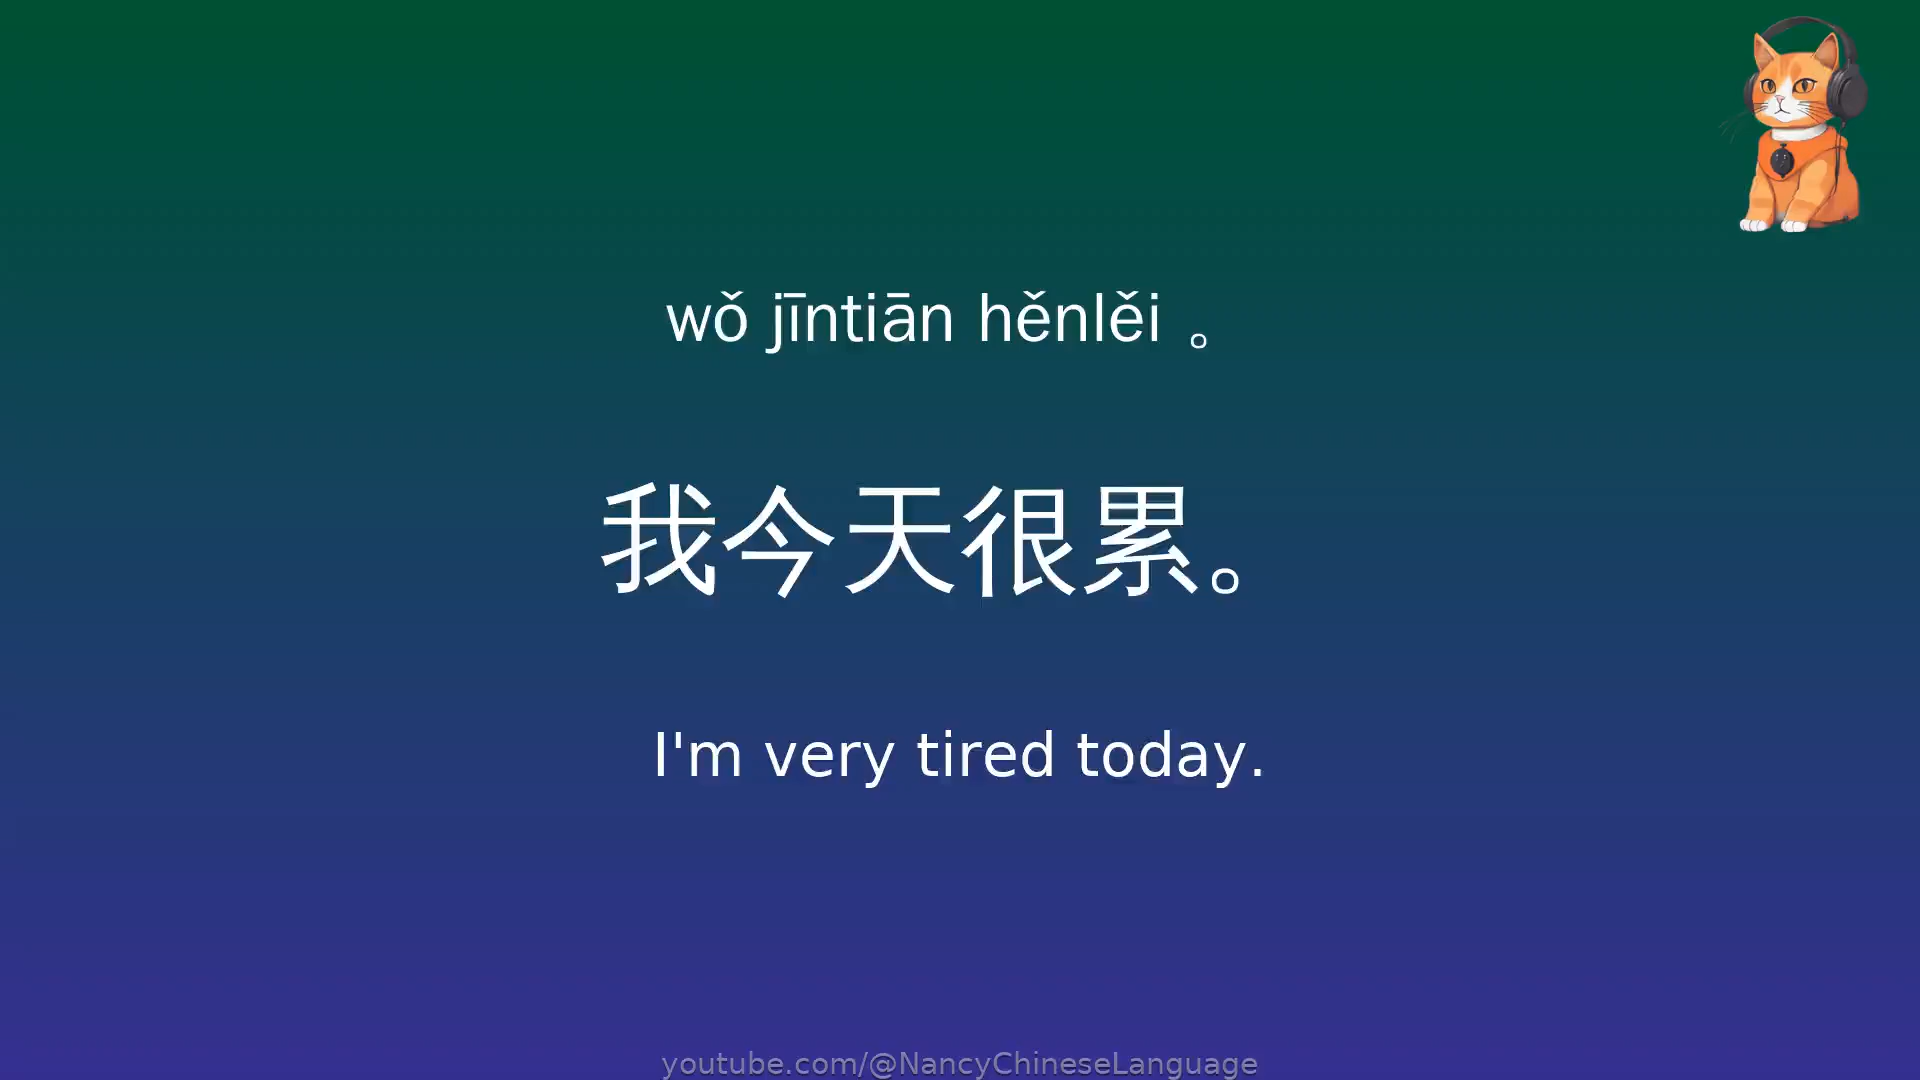 wǒ jīntiān hěnlěi 。
我今天很累。
I'm very tired today.
youtube.com/@NancyChineseLanguage